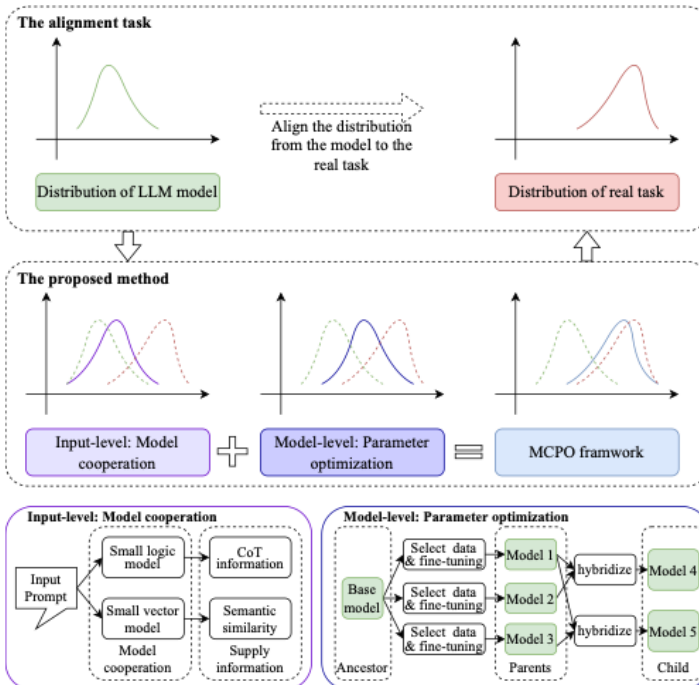 The alignment task
Align the distribution
from the model to the
real task
Distribution of LLM model
Distribution of real task
The proposed method
Input-level: Model
cooperation
Model-level: Parameter
optimization
MCPO framwork
Input-level: Model cooperation
Input
Prompt
Small logic
model
CoT
information
Small vector
model
Semantic
similarity
Model
cooperation
Supply
information
Model-level: Parameter optimization
Base
model
Select data
& fine-tuning
Select data
& fine-tuning
Select data
& fine-tuning
Model 1
Model 2
Model 3
hybridize
hybridize
Model 4
Model 5
Ancestor
Parents
Child